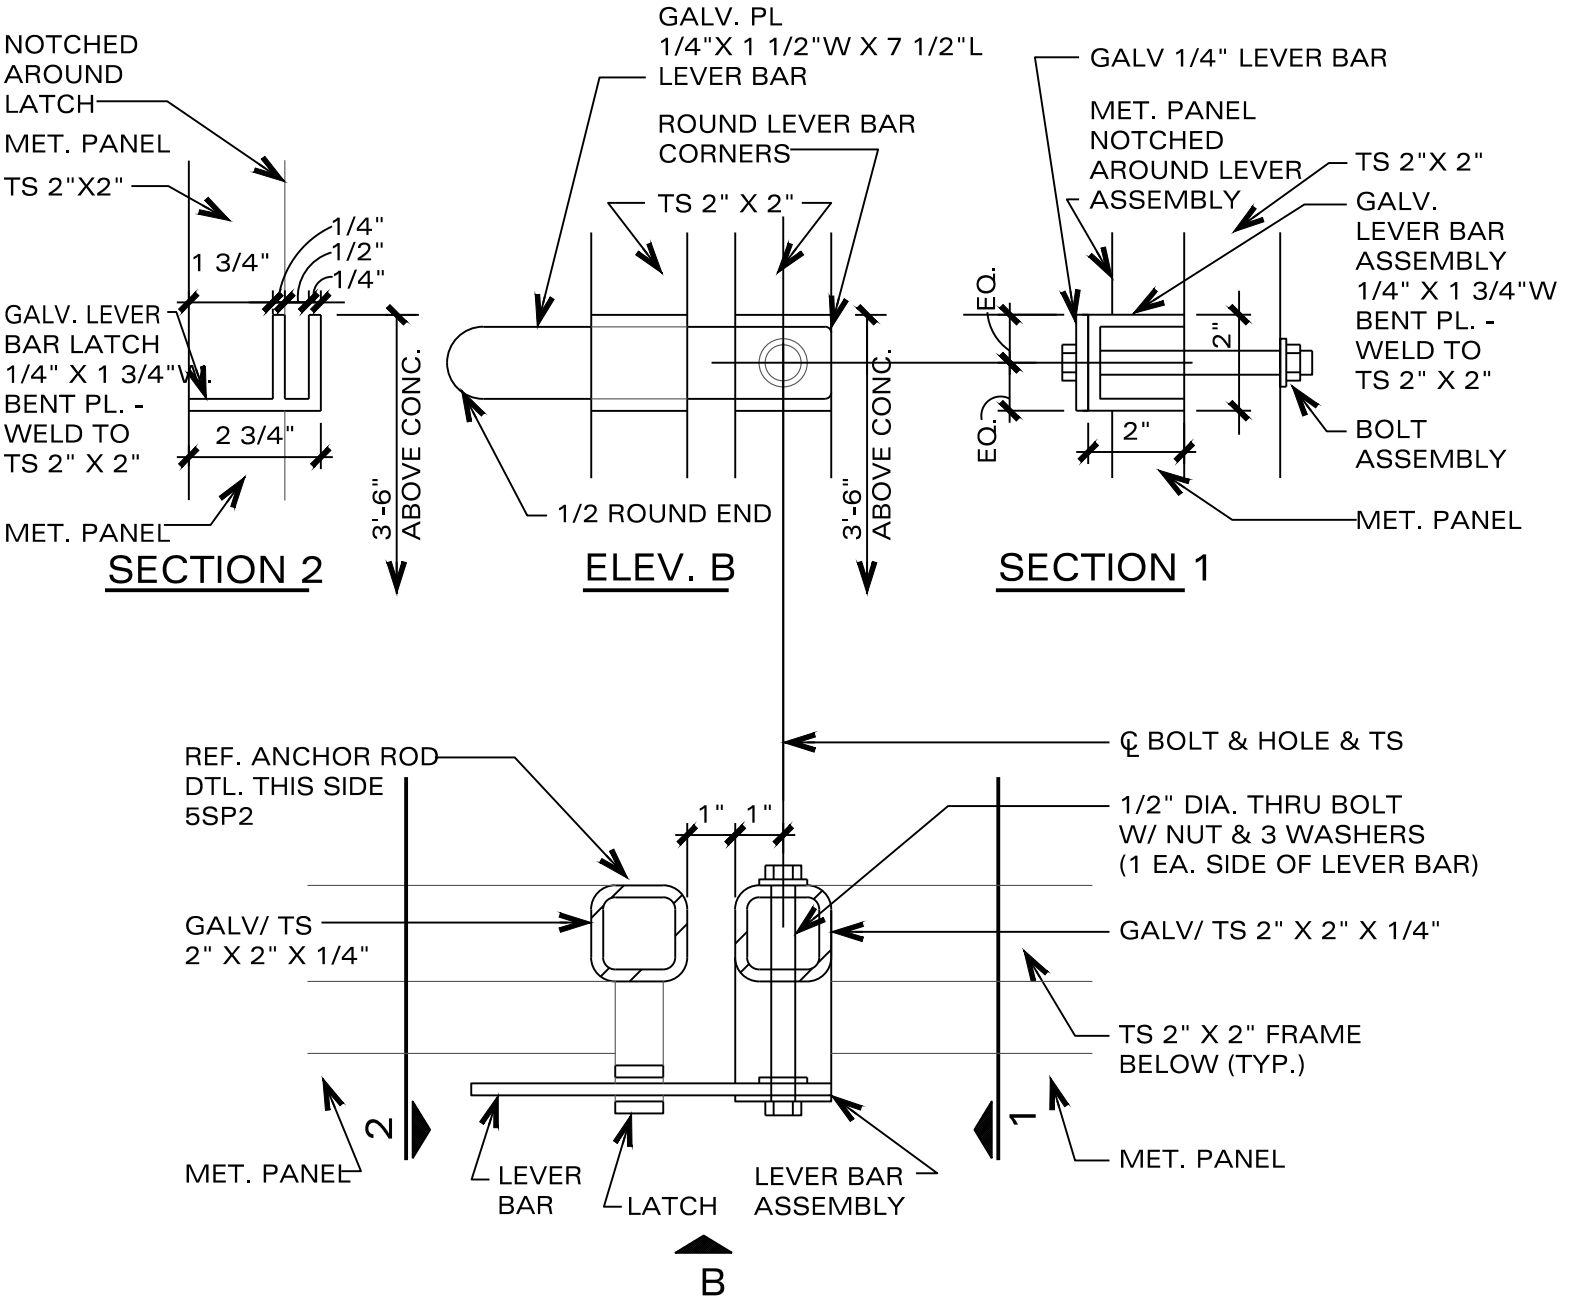 NOTCHED
AROUND
LATCH
MET. PANEL
TS 2"X2"
1/4"
1/2"
1/4"
1 3/4"
GALV. LEVER
BAR LATCH
1/4" X 1 3/4"W.
BENT PL. -
WELD TO
TS 2" X 2"
2 3/4"
MET. PANEL
3'-6"
ABOVE CONC.
SECTION 2
GALV. PL
1/4"X 1 1/2"W X 7 1/2"L
LEVER BAR
ROUND LEVER BAR
CORNERS
TS 2" X 2"
1/2 ROUND END
3'-6"
ABOVE CONC.
ELEV. B
GALV 1/4" LEVER BAR
MET. PANEL
NOTCHED
AROUND LEVER
ASSEMBLY
TS 2"X 2"
GALV.
LEVER BAR
ASSEMBLY
1/4" X 1 3/4"W
BENT PL. -
WELD TO
TS 2" X 2"
EQ.
EQ.
2"
2"
BOLT
ASSEMBLY
MET. PANEL
SECTION 1
REF. ANCHOR ROD
DTL. THIS SIDE
5SP2
1"
1"
℄ BOLT & HOLE & TS
1/2" DIA. THRU BOLT
W/ NUT & 3 WASHERS
(1 EA. SIDE OF LEVER BAR)
GALV/ TS
2" X 2" X 1/4"
GALV/ TS 2" X 2" X 1/4"
TS 2" X 2" FRAME
BELOW (TYP.)
2
1
MET. PANEL
LEVER
BAR
LATCH
LEVER BAR
ASSEMBLY
MET. PANEL
B